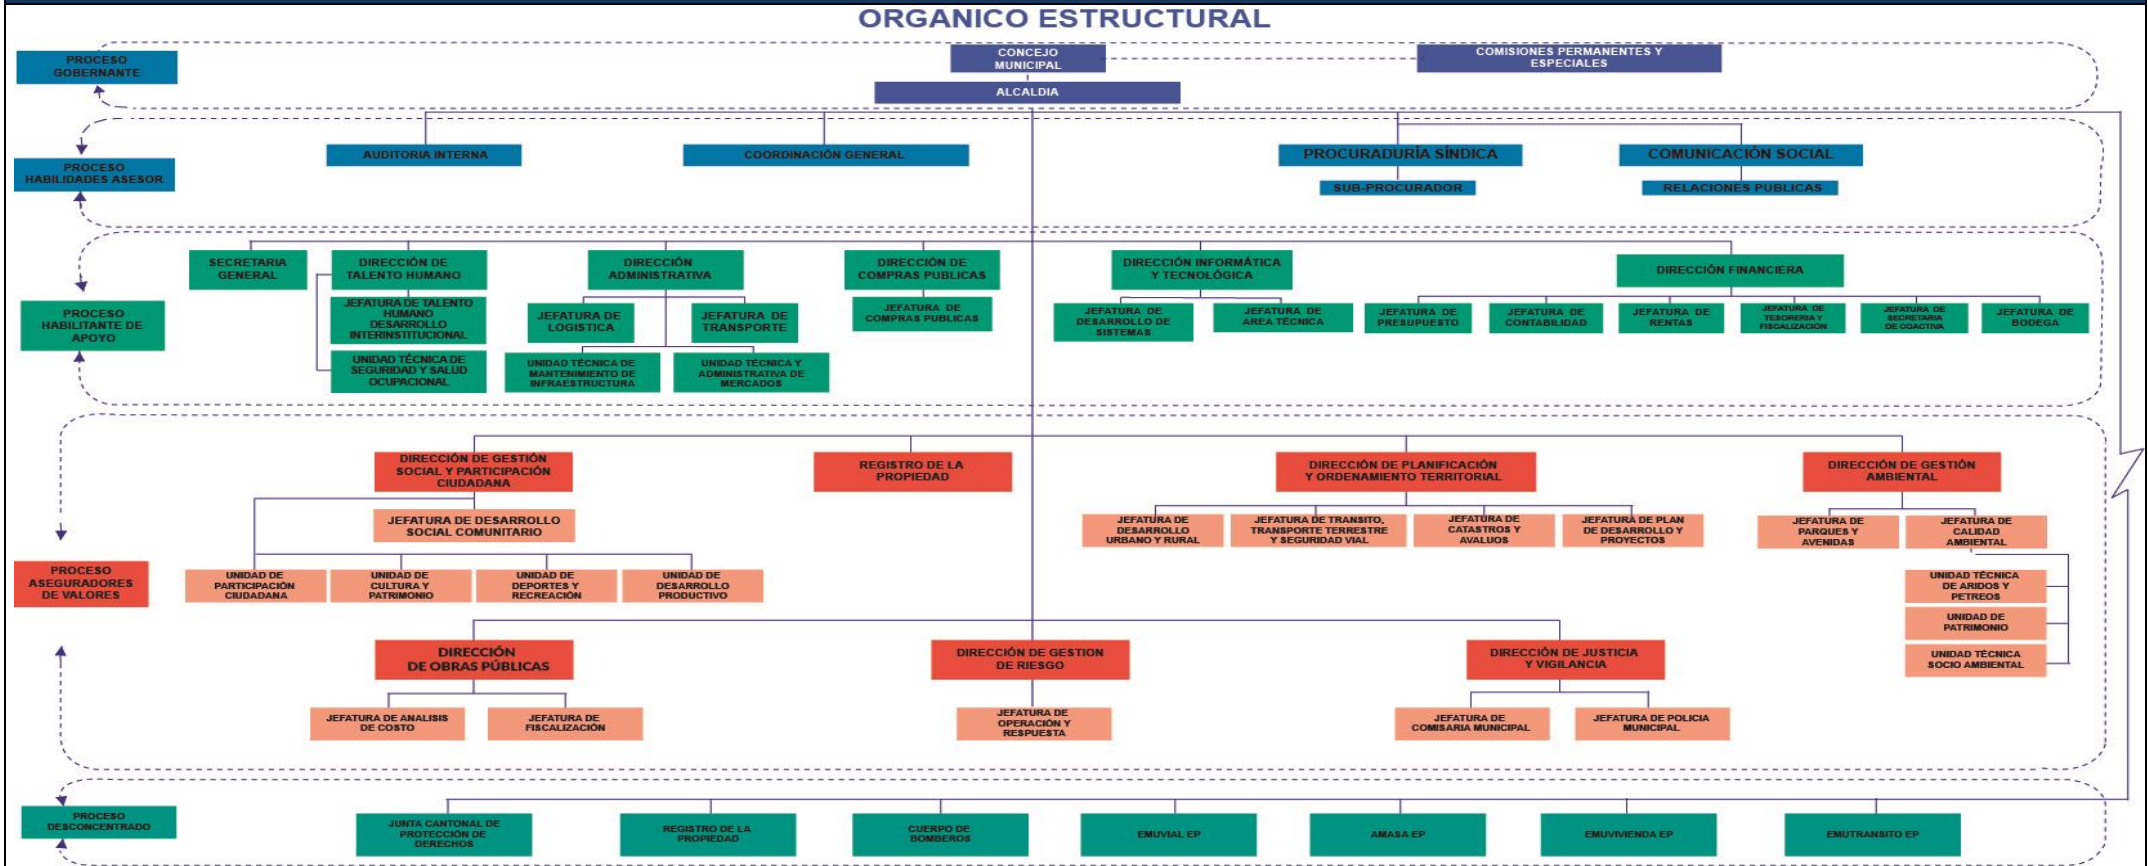 ORGANICO ESTRUCTURAL
PROCESO
GOBERNANTE
CONCEJO
MUNICIPAL
COMISIONES PERMANENTES Y
ESPECIALES
ALCALDIA
PROCESO
HABILIDADES ASESOR
AUDITORIA INTERNA
COORDINACIÓN GENERAL
PROCURADURÍA SÍNDICA
COMUNICACIÓN SOCIAL
SUB-PROCURADOR
RELACIONES PUBLICAS
PROCESO
HABILITANTE DE
APOYO
SECRETARIA
GENERAL
DIRECCIÓN DE
TALENTO HUMANO
DIRECCIÓN
ADMINISTRATIVA
DIRECCIÓN DE
COMPRAS PUBLICAS
DIRECCIÓN INFORMÁTICA
Y TECNOLÓGICA
DIRECCIÓN FINANCIERA
JEFATURA DE TALENTO
HUMANO
DESARROLLO
INTERINSTITUCIONAL
JEFATURA DE
LOGISTICA
JEFATURA DE
TRANSPORTE
JEFATURA DE
COMPRAS PUBLICAS
JEFATURA DE
DESARROLLO DE
SISTEMAS
JEFATURA DE
AREA TÉCNICA
JEFATURA DE
PRESUPUESTO
JEFATURA DE
CONTABILIDAD
JEFATURA DE
RENTAS
JEFATURA DE
TESORERIA Y
FISCALIZACIÓN
JEFATURA DE
SECRETARIA
DE COACTIVA
JEFATURA DE
BODEGA
UNIDAD TÉCNICA DE
SEGURIDAD Y SALUD
OCUPACIONAL
UNIDAD TÉCNICA DE
MANTENIMIENTO DE
INFRAESTRUCTURA
UNIDAD TÉCNICA Y
ADMINISTRATIVA DE
MERCADOS
PROCESO
ASEGURADORES
DE VALORES
DIRECCIÓN DE GESTIÓN
SOCIAL Y PARTICIPACIÓN
CIUDADANA
REGISTRO DE LA
PROPIEDAD
DIRECCIÓN DE PLANIFICACIÓN
Y ORDENAMIENTO TERRITORIAL
DIRECCIÓN DE GESTIÓN
AMBIENTAL
JEFATURA DE DESARROLLO
SOCIAL COMUNITARIO
JEFATURA DE
DESARROLLO
URBANO Y RURAL
JEFATURA DE TRANSITO,
TRANSPORTE TERRESTRE
Y SEGURIDAD VIAL
JEFATURA DE
CATASTROS Y
AVALUOS
JEFATURA DE PLAN
DE DESARROLLO Y
PROYECTOS
JEFATURA DE
PARQUES Y
AVENIDAS
JEFATURA DE
CALIDAD
AMBIENTAL
UNIDAD DE
PARTICIPACIÓN
CIUDADANA
UNIDAD DE
CULTURA Y
PATRIMONIO
UNIDAD DE
DEPORTES Y
RECREACIÓN
UNIDAD DE
DESARROLLO
PRODUCTIVO
UNIDAD TÉCNICA
DE ARIDOS Y
PETREOS
UNIDAD DE
PATRIMONIO
UNIDAD TÉCNICA
SOCIO AMBIENTAL
DIRECCIÓN
DE OBRAS PÚBLICAS
DIRECCIÓN DE GESTION
DE RIESGO
DIRECCIÓN DE JUSTICIA
Y VIGILANCIA
JEFATURA DE ANALISIS
DE COSTO
JEFATURA DE
FISCALIZACIÓN
JEFATURA DE
OPERACIÓN Y
RESPUESTA
JEFATURA DE
COMISARIA MUNICIPAL
JEFATURA DE POLICIA
MUNICIPAL
PROCESO
DESCONCENTRADO
JUNTA CANTONAL DE
PROTECCIÓN DE
DERECHOS
REGISTRO DE LA
PROPIEDAD
CUERPO DE
BOMBEROS
EMUVIAL EP
AMASA EP
EMUVIVIENDA EP
EMUTRANSITO EP